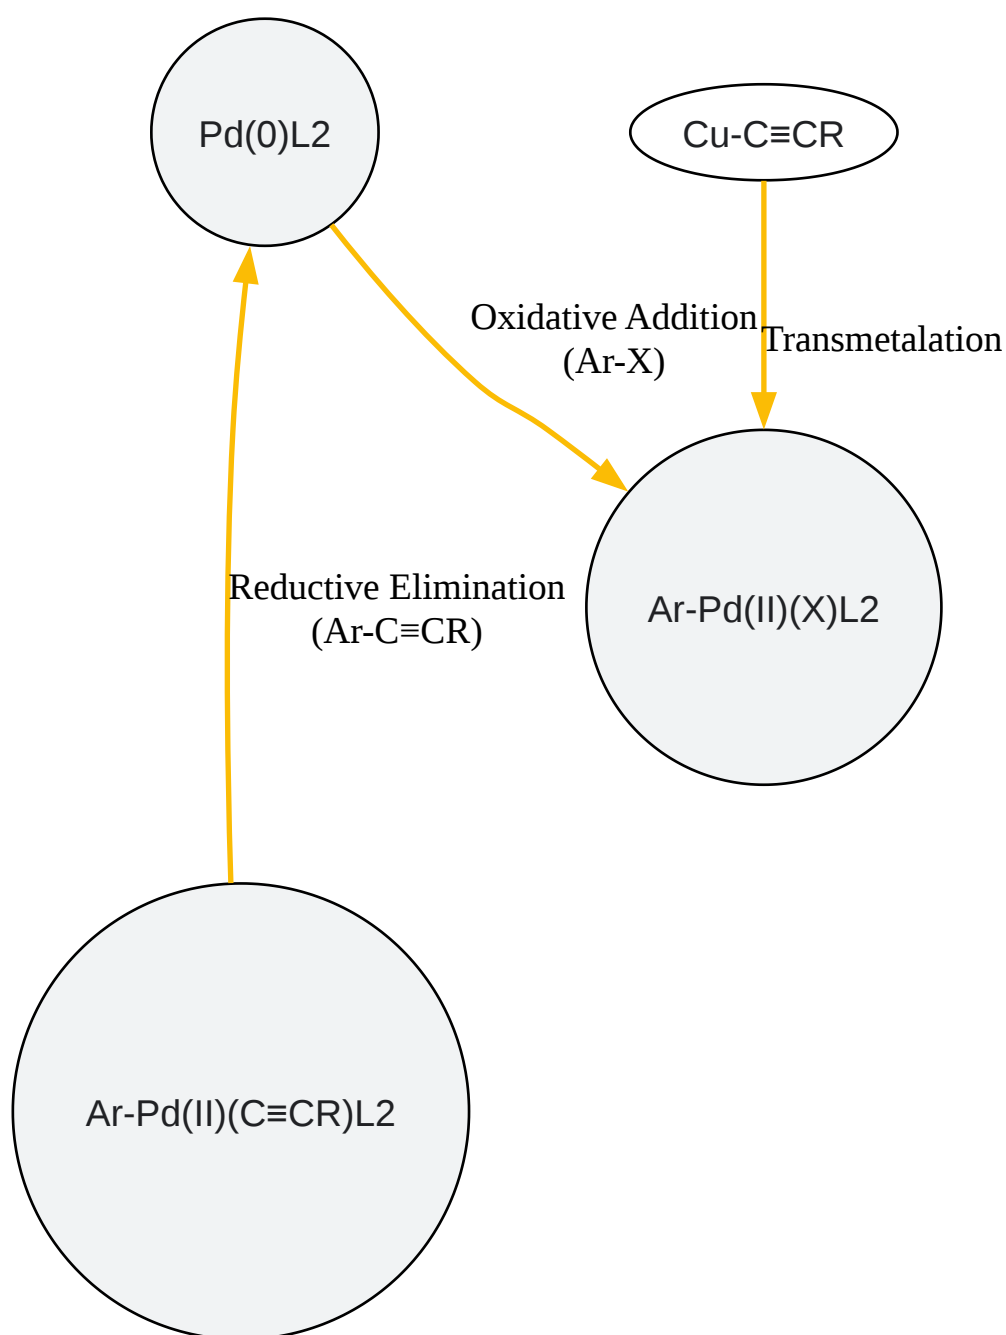 Pd(0)L2
Cu-C≡CR
Oxidative Addition
(Ar-X)
Transmetalation
Reductive Elimination
(Ar-C≡CR)
Ar-Pd(II)(X)L2
Ar-Pd(II)(C≡CR)L2